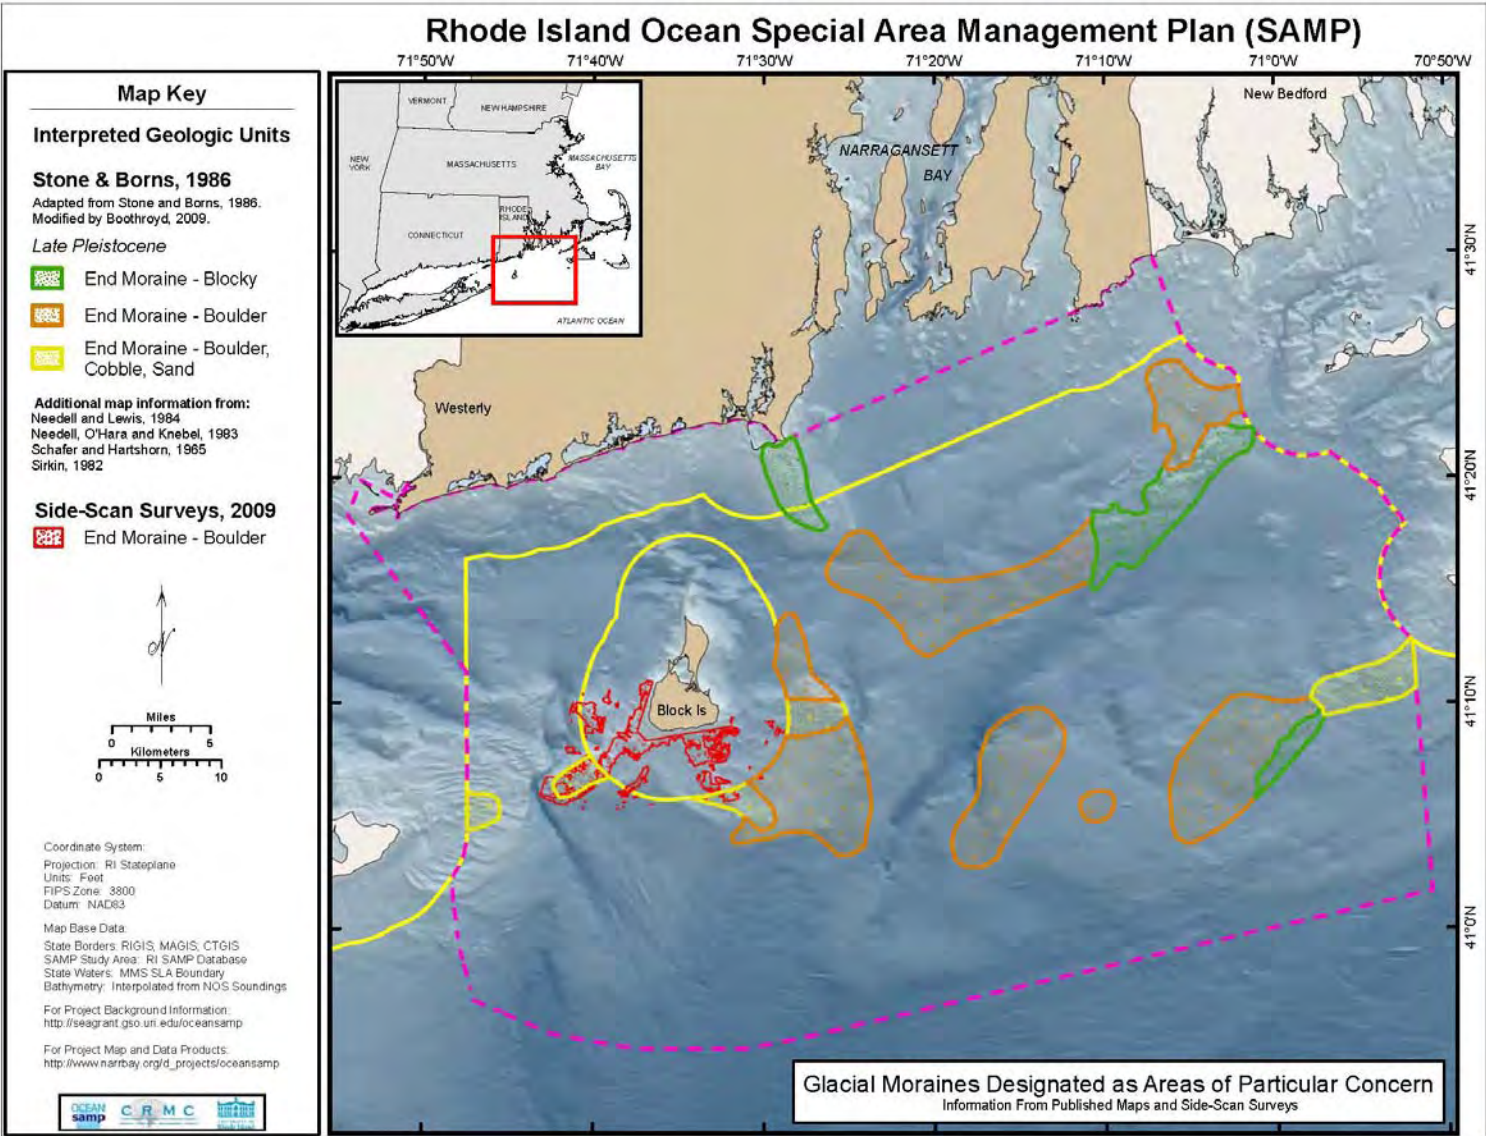 Rhode Island Ocean Special Area Management Plan (SAMP)
71°50'W
71°40'W
71°30'W
71°20'W
71°10'W
71°0'W
70°50'W
Map Key
Interpreted Geologic Units
Stone & Borns, 1986
Adapted from Stone and Borns, 1986.
Modified by Boothroyd, 2009.
Late Pleistocene
End Moraine - Blocky
End Moraine - Boulder
End Moraine - Boulder,
Cobble, Sand
Additional map information from:
Needell and Lewis, 1984
Needell, O'Hara and Knebel, 1983
Schafer and Hartshorn, 1965
Sirkin, 1982
Side-Scan Surveys, 2009
End Moraine - Boulder
N
Miles
0 5
Kilometers
0 5 10
Coordinate System:
Projection: RI Stateplane
Units: Feet
FIPS Zone: 3800
Datum: NAD83
Map Base Data:
State Borders: RIGIS, MAGIS, CTGIS
SAMP Study Area: RI SAMP Database
State Waters: MMS SLA Boundary
Bathymetry: Interpolated from NOS Soundings
For Project Background Information:
http://seagrant.gso.uri.edu/oceansamp
For Project Map and Data Products:
http://www.narrbay.org/d_projects/oceansamp
OCEAN
samp
CRMC
VERMONT
NEW HAMPSHIRE
NEW
YORK
MASSACHUSETTS
MASSACHUSETTS
BAY
RHODE
ISLAND
CONNECTICUT
ATLANTIC OCEAN
New Bedford
NARRAGANSETT
BAY
Westerly
Block Is
41°30'N
41°20'N
41°10'N
41°0'N
Glacial Moraines Designated as Areas of Particular Concern
Information From Published Maps and Side-Scan Surveys